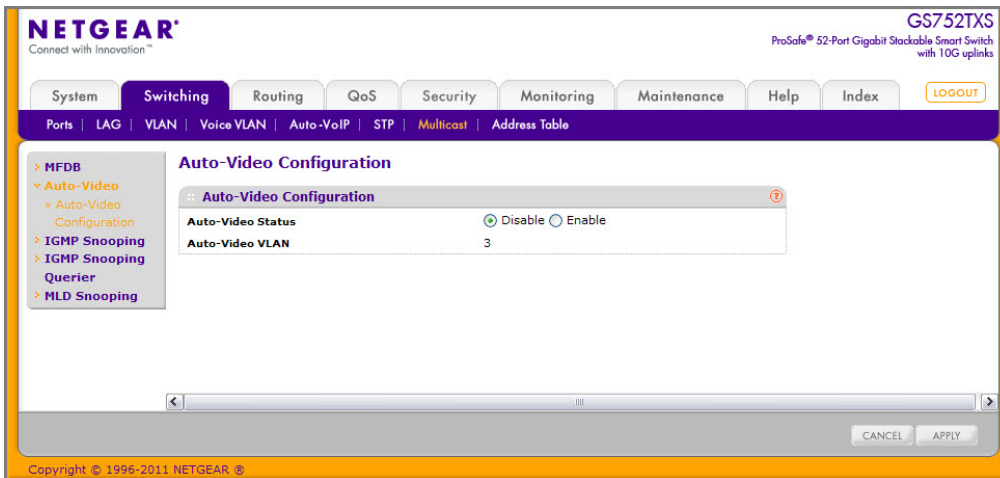 NETGEAR®
Connect with Innovation™
GS752TXS
ProSafe® 52-Port Gigabit Stackable Smart Switch
with 10G uplinks
System Switching Routing QoS Security Monitoring Maintenance Help Index LOGOUT
Ports | LAG | VLAN | Voice VLAN | Auto-VoIP | STP | Multicast | Address Table
MFDB
Auto-Video
» Auto-Video
Configuration
IGMP Snooping
IGMP Snooping
Querier
MLD Snooping
Auto-Video Configuration
Auto-Video Configuration ?
Auto-Video Status Disable Enable
Auto-Video VLAN 3
CANCEL APPLY
Copyright © 1996-2011 NETGEAR ®